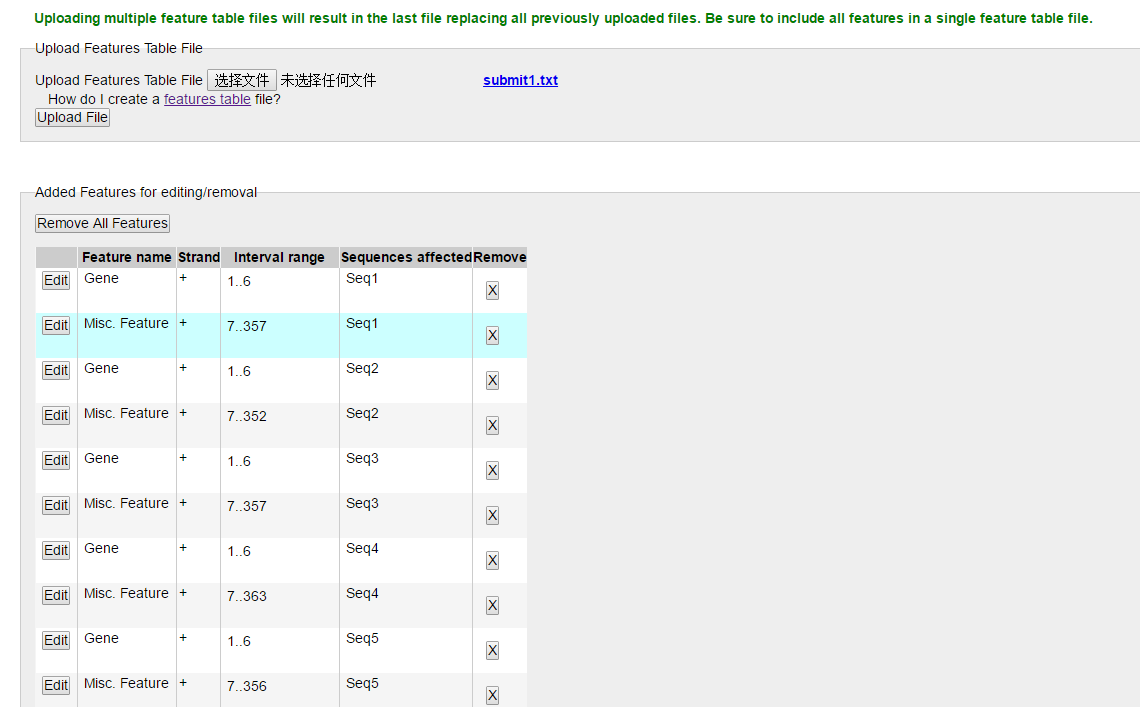 Uploading multiple feature table files will result in the last file replacing all previously uploaded files. Be sure to include all features in a single feature table file.
Upload Features Table File
Upload Features Table File 选择文件 未选择任何文件 submit1.txt
How do I create a features table file?
Upload File
Added Features for editing/removal
Remove All Features
Feature name Strand Interval range Sequences affected Remove
Edit Gene + 1..6 Seq1 X
Edit Misc. Feature + 7..357 Seq1 X
Edit Gene + 1..6 Seq2 X
Edit Misc. Feature + 7..352 Seq2 X
Edit Gene + 1..6 Seq3 X
Edit Misc. Feature + 7..357 Seq3 X
Edit Gene + 1..6 Seq4 X
Edit Misc. Feature + 7..363 Seq4 X
Edit Gene + 1..6 Seq5 X
Edit Misc. Feature + 7..356 Seq5 X